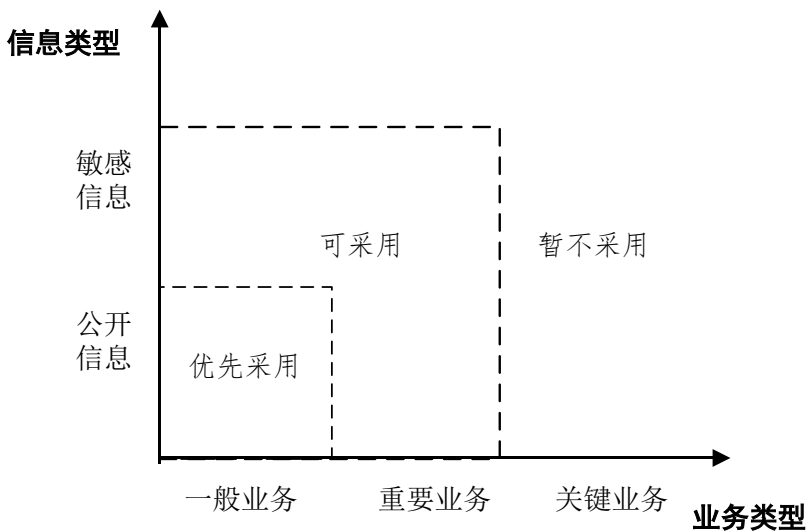 信息类型
敏感
信息
可采用
暂不采用
公开
信息
优先采用
一般业务
重要业务
关键业务
业务类型